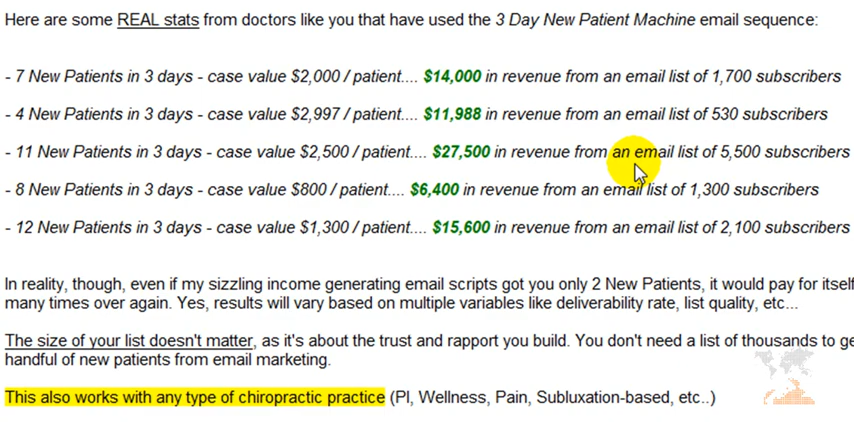 Here are some REAL stats from doctors like you that have used the 3 Day New Patient Machine email sequence:
- 7 New Patients in 3 days - case value $2,000 / patient.... $14,000 in revenue from an email list of 1,700 subscribers
- 4 New Patients in 3 days - case value $2,997 / patient.... $11,988 in revenue from an email list of 530 subscribers
- 11 New Patients in 3 days - case value $2,500 / patient.... $27,500 in revenue from an email list of 5,500 subscribers
- 8 New Patients in 3 days - case value $800 / patient.... $6,400 in revenue from an email list of 1,300 subscribers
- 12 New Patients in 3 days - case value $1,300 / patient.... $15,600 in revenue from an email list of 2,100 subscribers
In reality, though, even if my sizzling income generating email scripts got you only 2 New Patients, it would pay for itself
many times over again. Yes, results will vary based on multiple variables like deliverability rate, list quality, etc...
The size of your list doesn't matter, as it's about the trust and rapport you build. You don't need a list of thousands to ge
handful of new patients from email marketing.
This also works with any type of chiropractic practice (PI, Wellness, Pain, Subluxation-based, etc..)